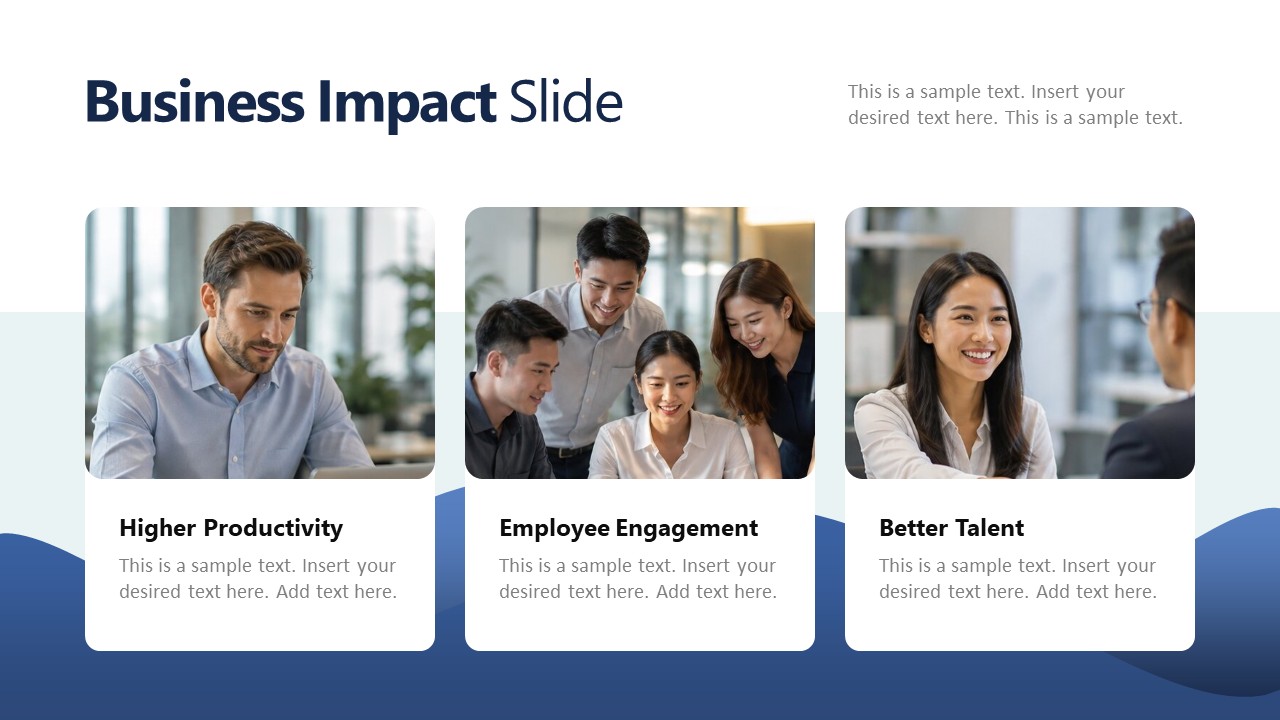 Business Impact Slide
This is a sample text. Insert your
desired text here. This is a sample text.
Higher Productivity
This is a sample text. Insert your
desired text here. Add text here.
Employee Engagement
This is a sample text. Insert your
desired text here. Add text here.
Better Talent
This is a sample text. Insert your
desired text here. Add text here.